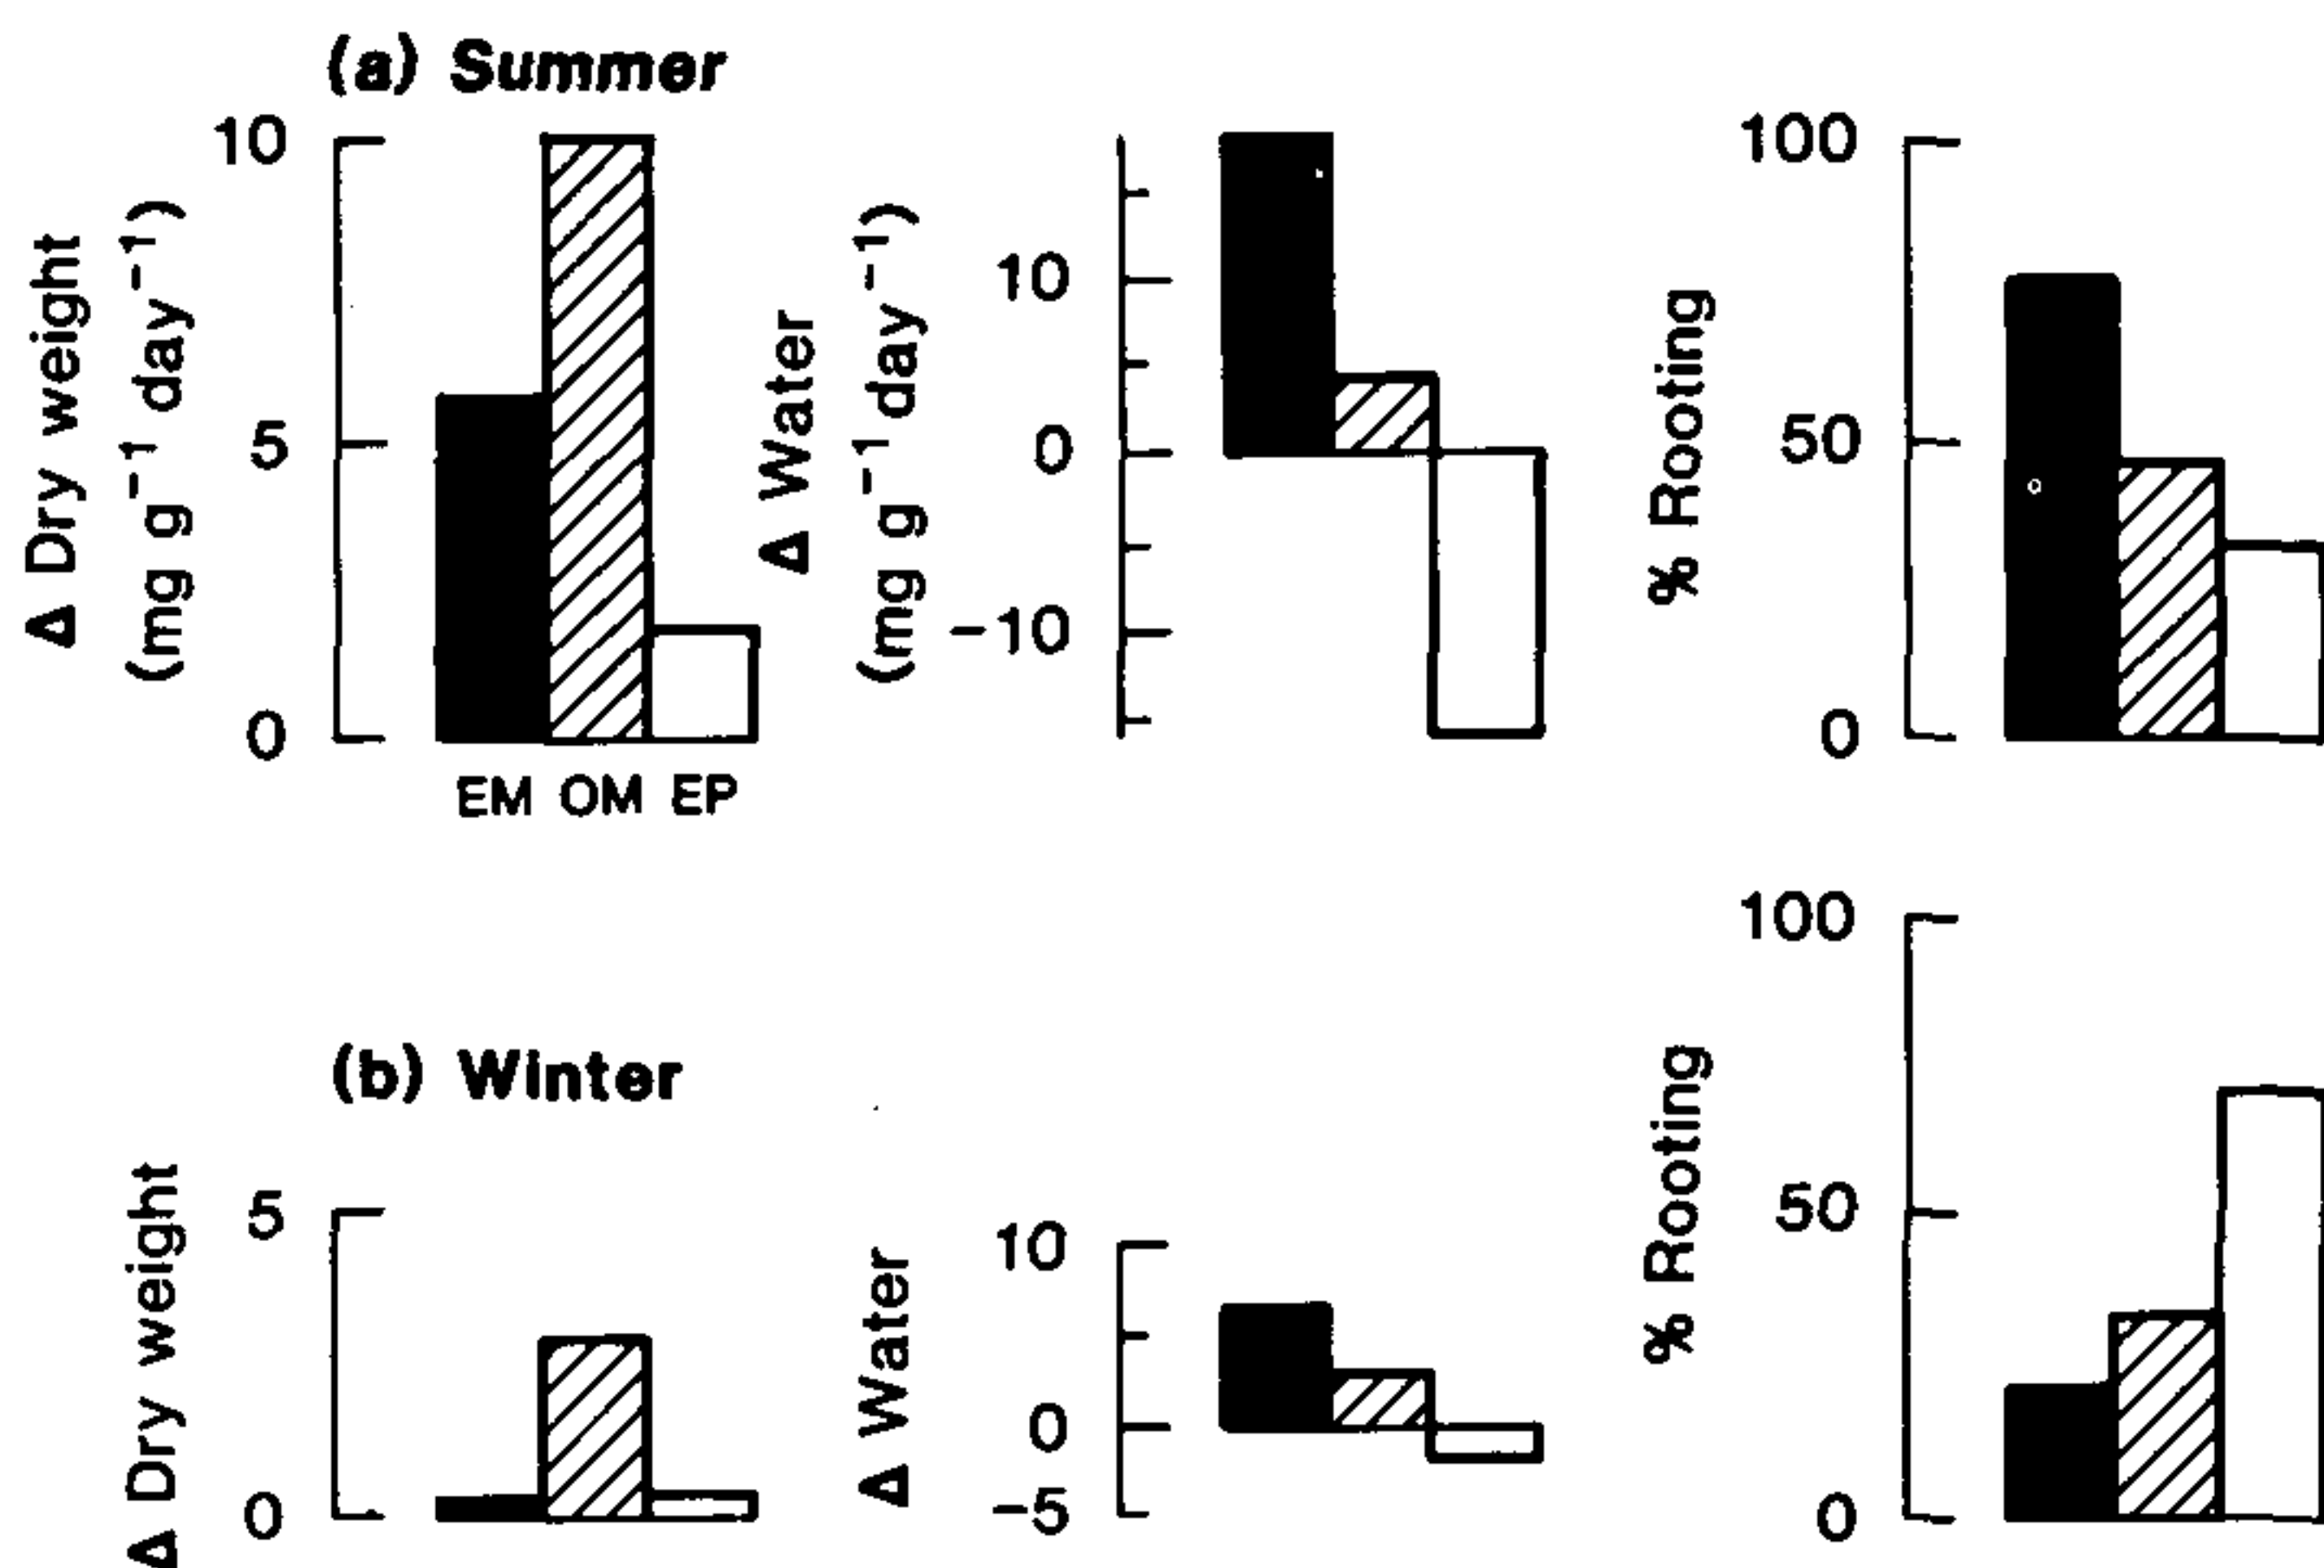 (a) Summer
Δ Dry weight
(mg g⁻¹ day⁻¹)
10
5
0
EM OM EP
Δ Water
(mg g⁻¹ day⁻¹)
10
0
-10
% Rooting
100
50
0
(b) Winter
Δ Dry weight
5
0
Δ Water
10
0
-5
% Rooting
100
50
0